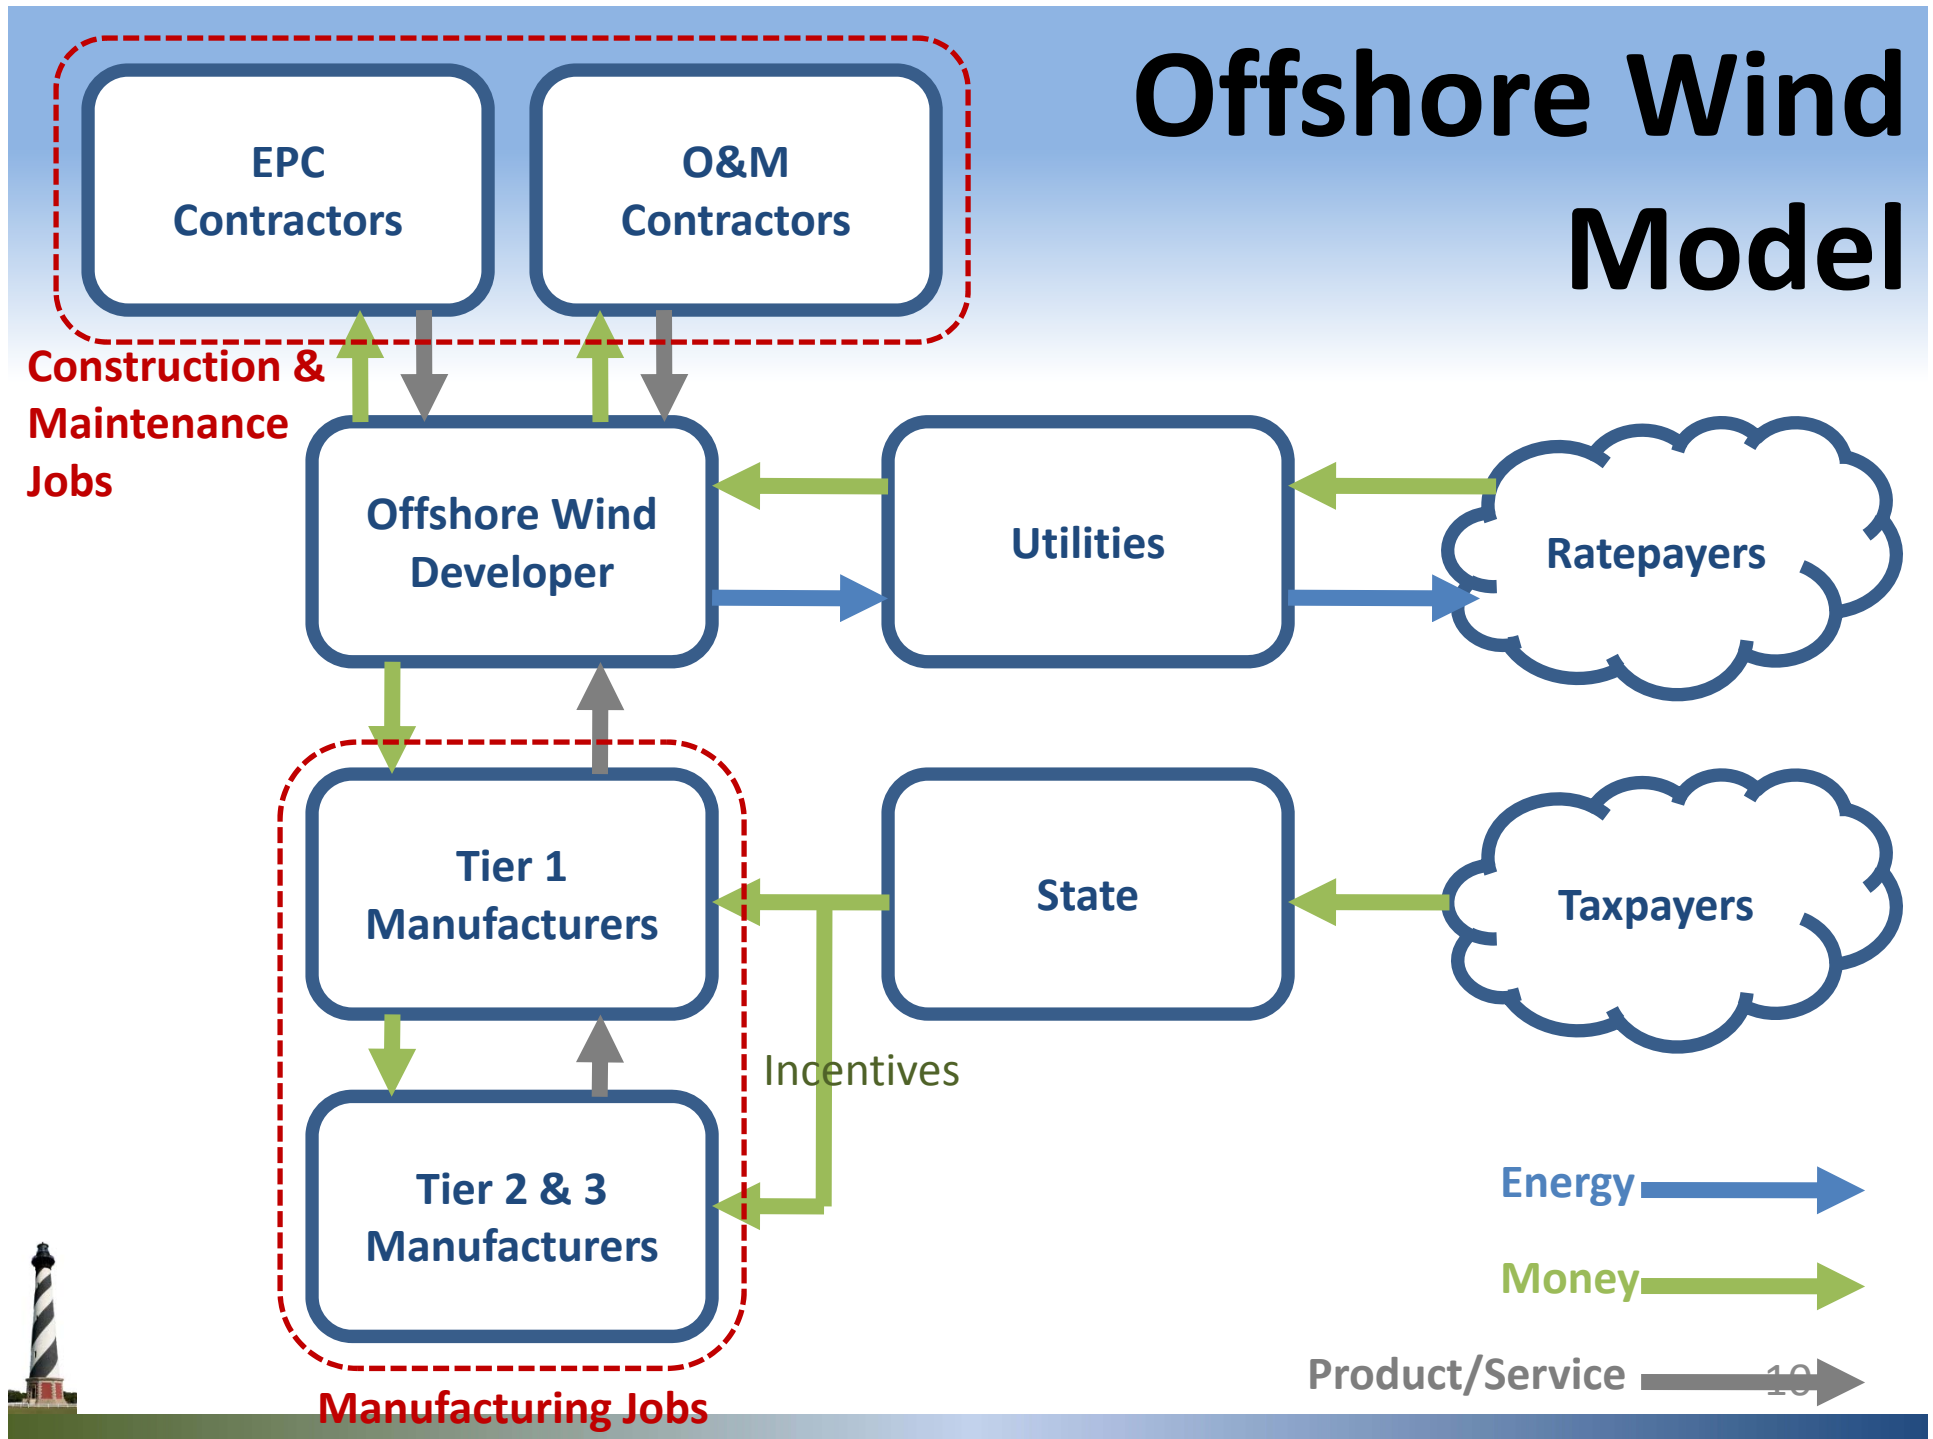 Offshore Wind
Model
EPC
Contractors
O&M
Contractors
Construction &
Maintenance
Jobs
Offshore Wind
Developer
Utilities
Ratepayers
Tier 1
Manufacturers
State
Taxpayers
Incentives
Tier 2 & 3
Manufacturers
Manufacturing Jobs
Energy
Money
Product/Service
10